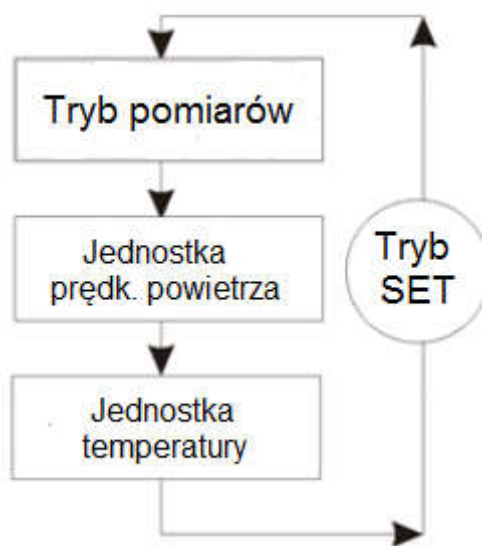 Tryb pomiarów
Jednostka
prędk. powietrza
Jednostka
temperatury
Tryb
SET